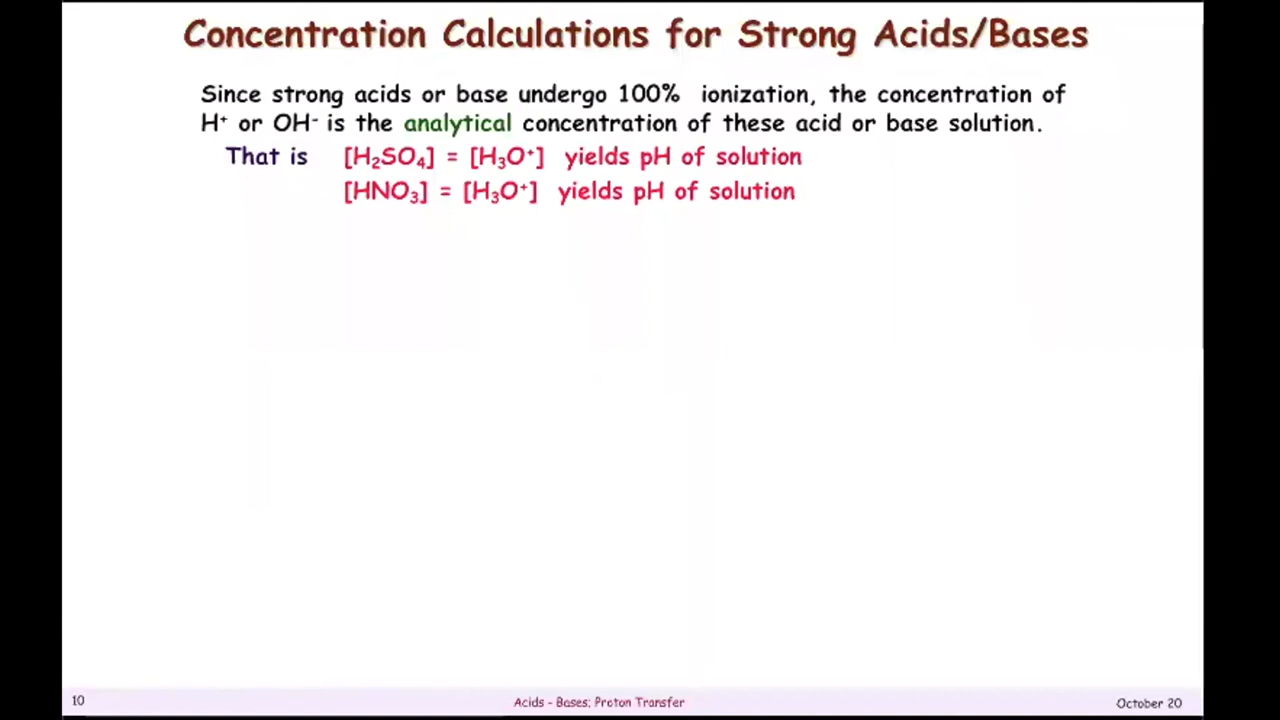 Concentration Calculations for Strong Acids/Bases
Since strong acids or base undergo 100% ionization, the concentration of
H⁺ or OH⁻ is the analytical concentration of these acid or base solution.
That is [H₂SO₄] = [H₃O⁺] yields pH of solution
[HNO₃] = [H₃O⁺] yields pH of solution
10 Acids - Bases; Proton Transfer October 20